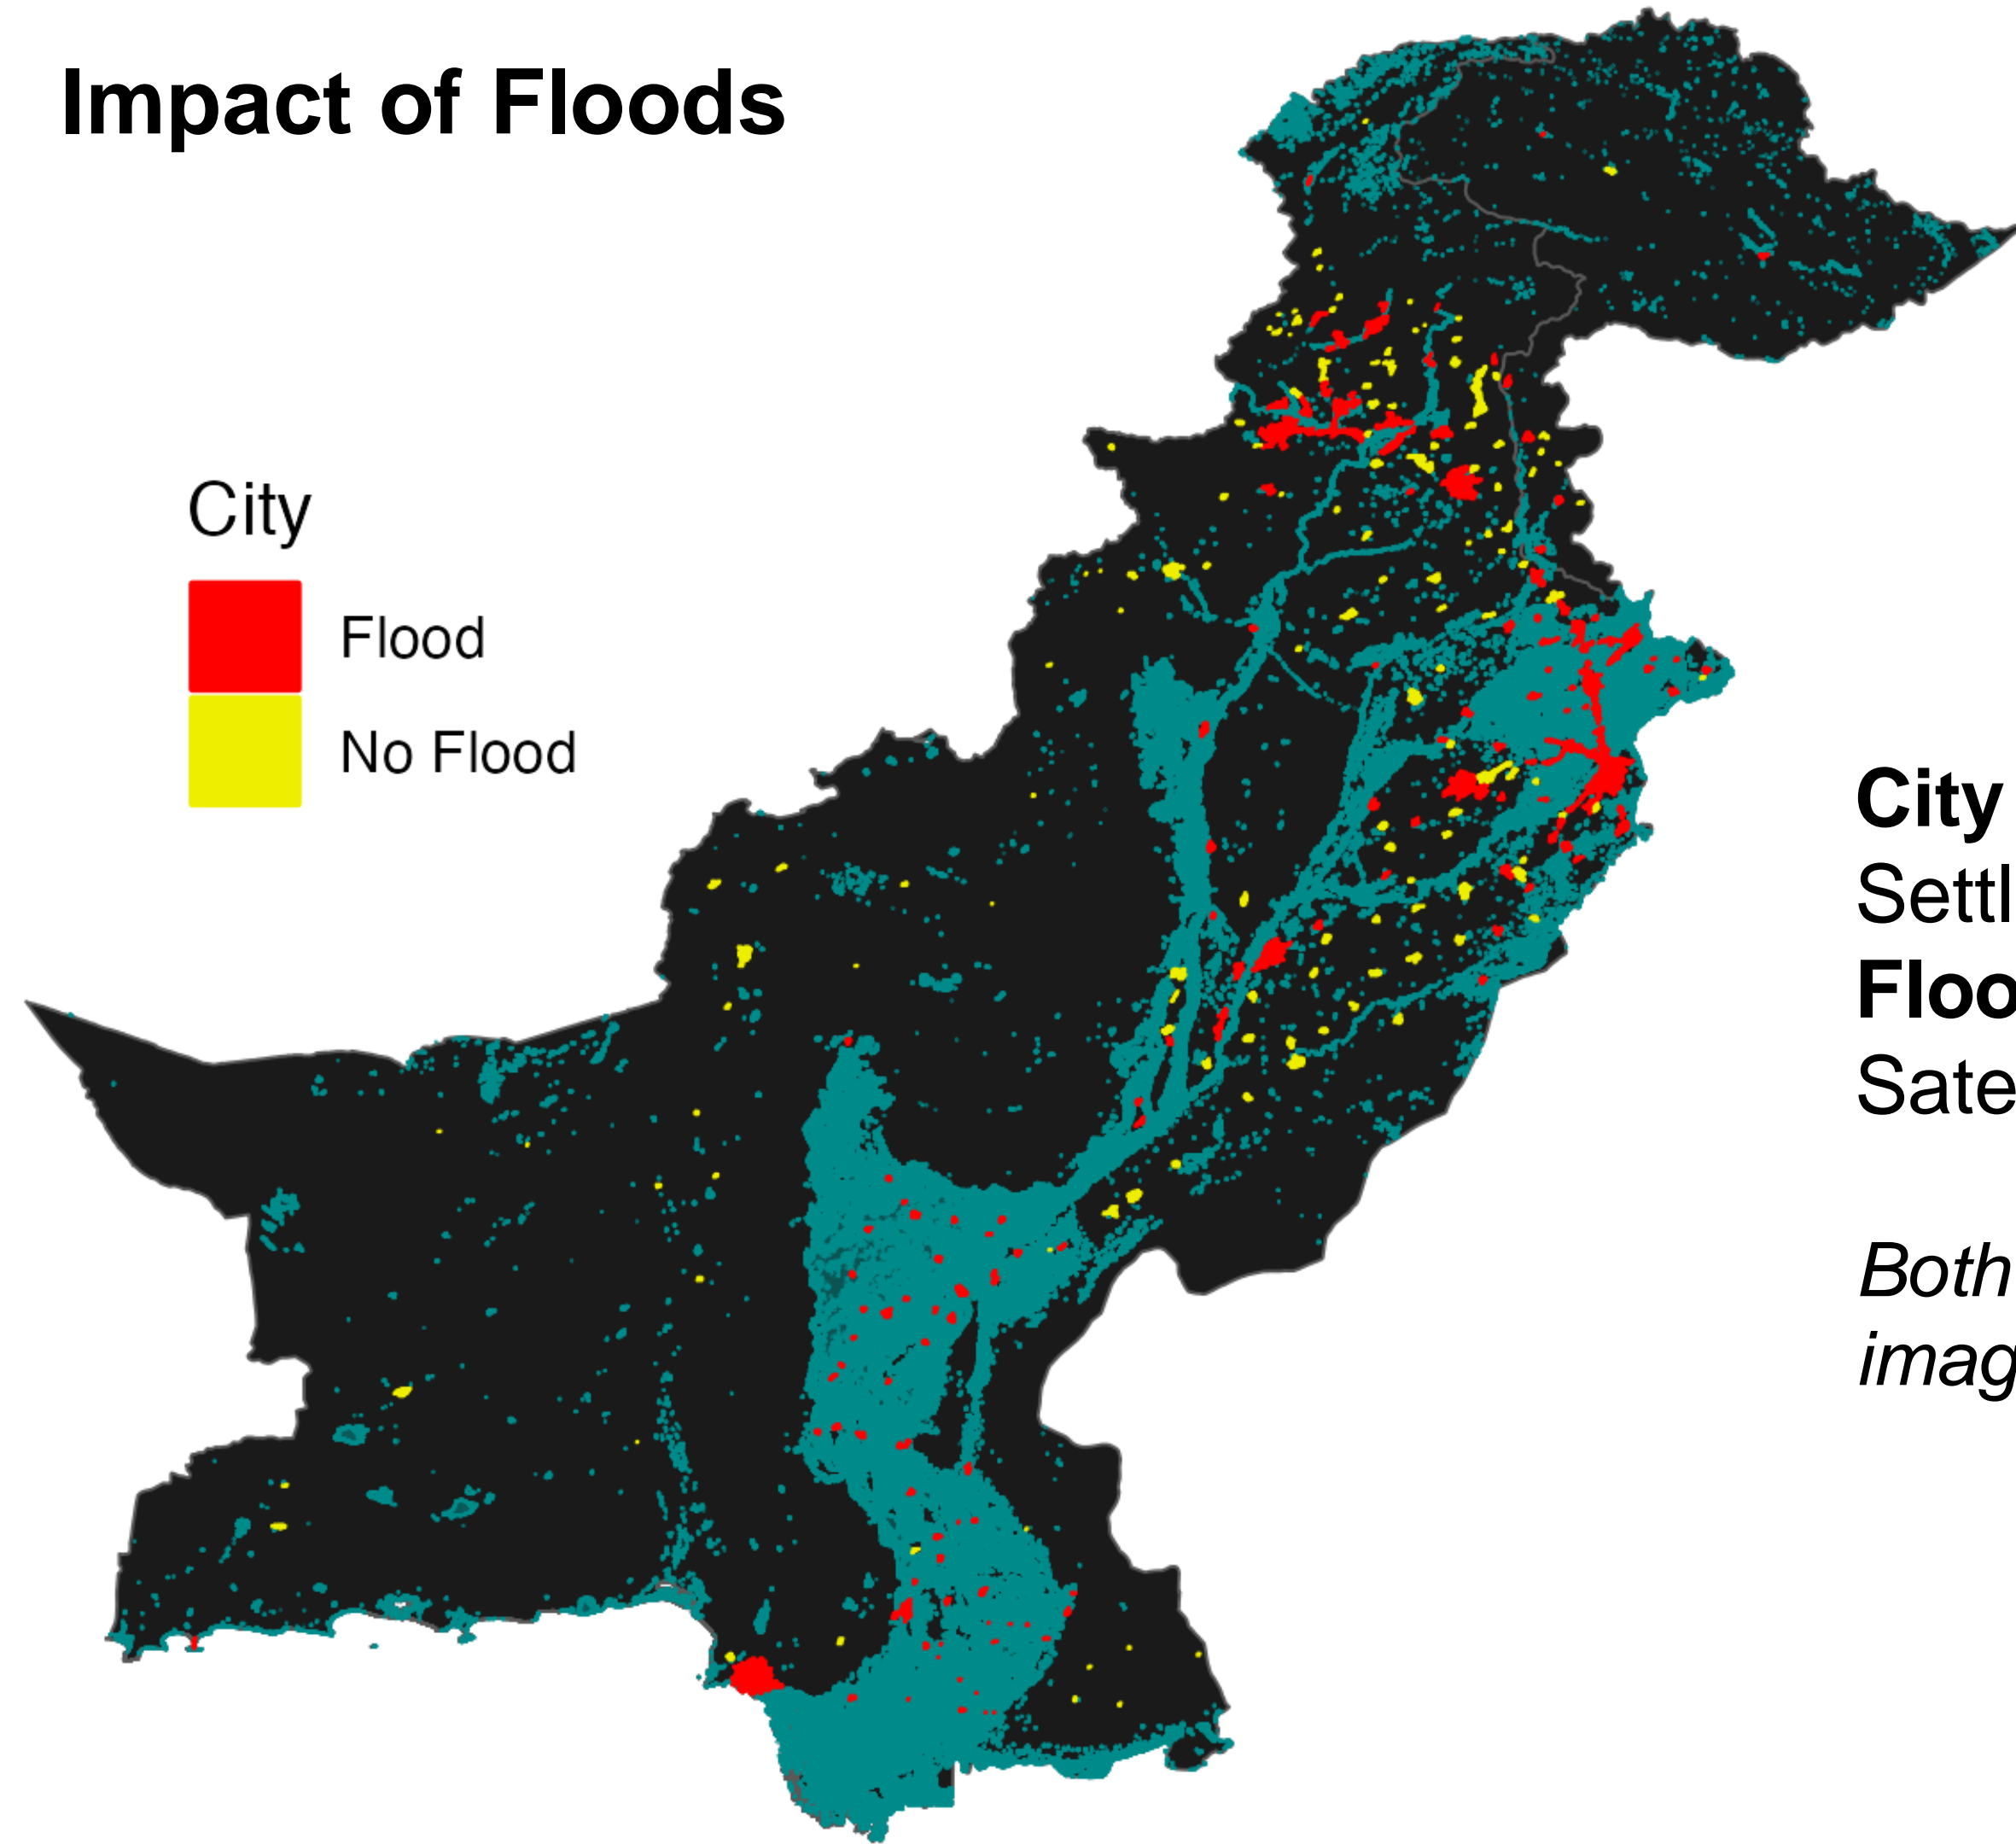 Impact of Floods
City
Flood
No Flood
City
Settl
Floo
Sate
Both
imag